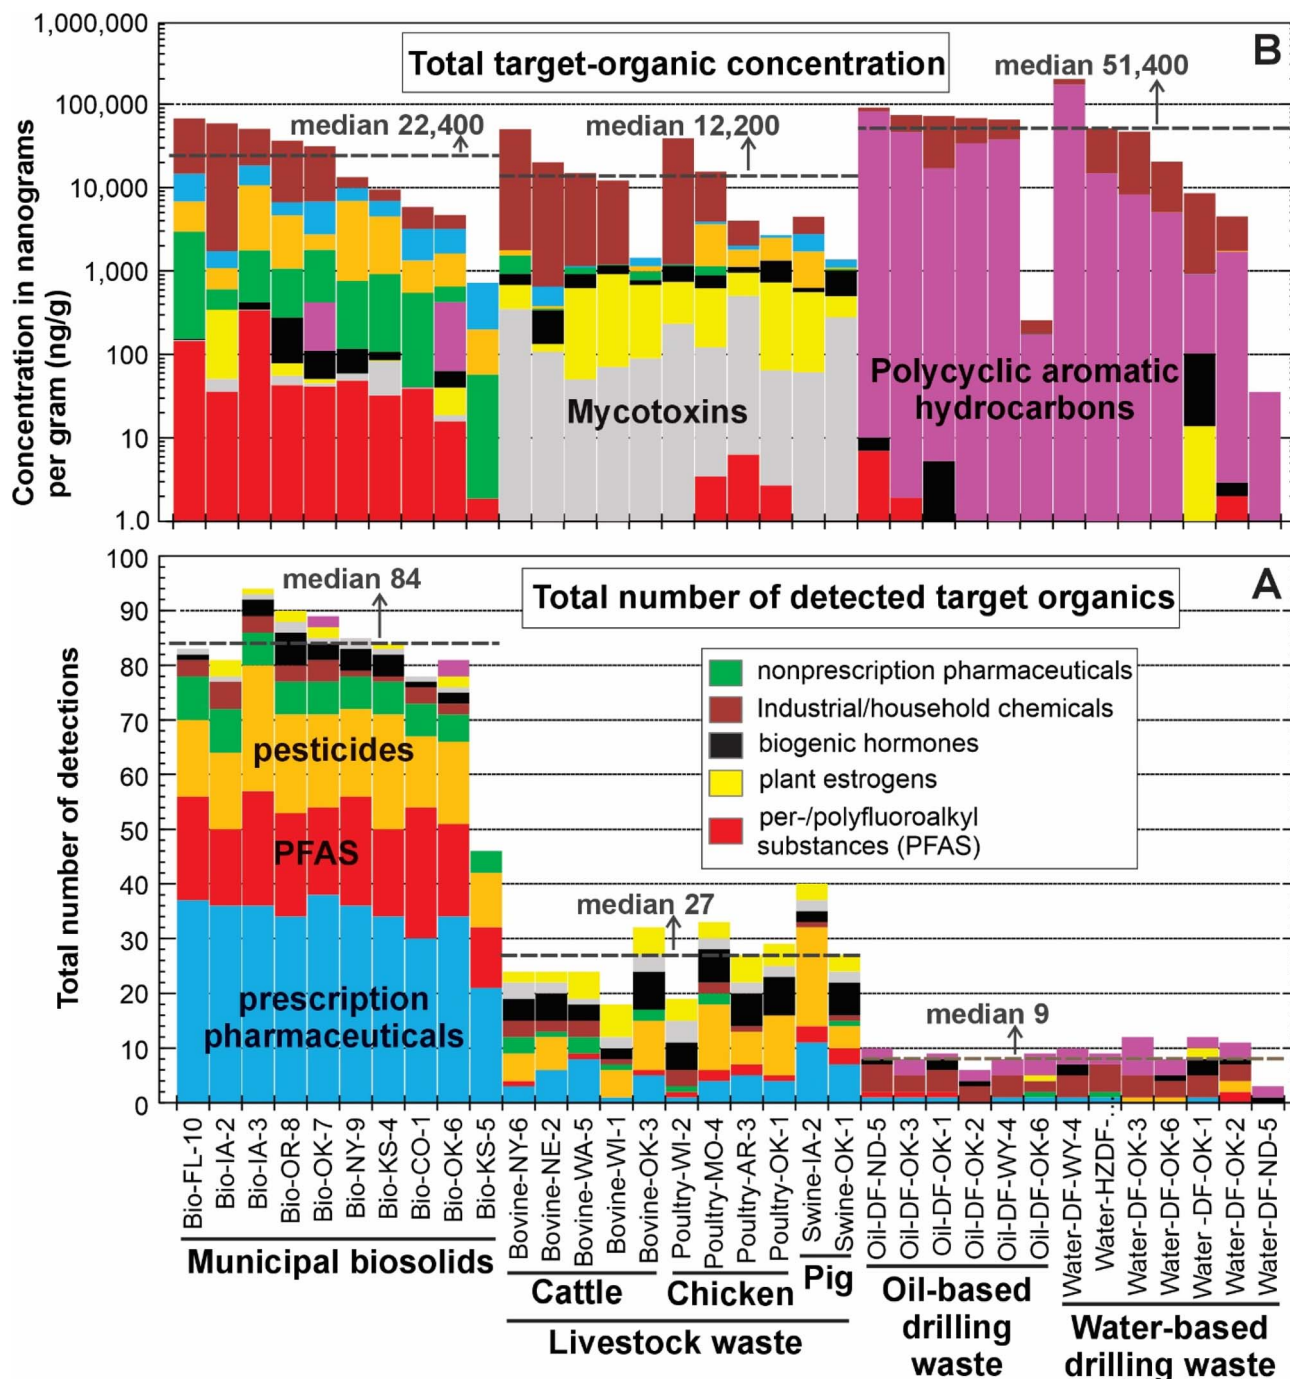 1,000,000
100,000
10,000
1,000
100
10
1.0
Concentration in nanograms
per gram (ng/g)
Total target-organic concentration
B
median 22,400
median 12,200
median 51,400
Mycotoxins
Polycyclic aromatic
hydrocarbons
100
90
80
70
60
50
40
30
20
10
0
Total number of detections
median 84
Total number of detected target organics
A
nonprescription pharmaceuticals
Industrial/household chemicals
biogenic hormones
plant estrogens
per-/polyfluoroalkyl
substances (PFAS)
pesticides
PFAS
prescription
pharmaceuticals
median 27
median 9
Bio-FL-10
Bio-IA-2
Bio-IA-3
Bio-OR-8
Bio-OK-7
Bio-NY-9
Bio-KS-4
Bio-CO-1
Bio-OK-6
Bio-KS-5
Bovine-NY-6
Bovine-NE-2
Bovine-WA-5
Bovine-WI-1
Bovine-OK-3
Poultry-WI-2
Poultry-MO-4
Poultry-AR-3
Poultry-OK-1
Swine-IA-2
Swine-OK-1
Oil-DF-ND-5
Oil-DF-OK-3
Oil-DF-OK-1
Oil-DF-OK-2
Oil-DF-WY-4
Oil-DF-OK-6
Water-DF-WY-4
Water-HZDF…
Water-DF-OK-3
Water-DF-OK-6
Water -DF-OK-1
Water-DF-OK-2
Water-DF-ND-5
Municipal biosolids
Cattle
Chicken
Pig
Livestock waste
Oil-based
drilling
waste
Water-based
drilling waste